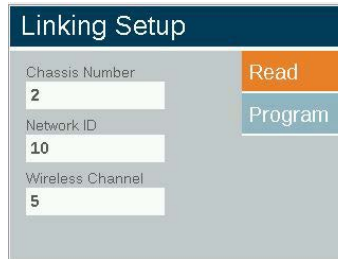 Linking Setup
Chassis Number
2
Network ID
10
Wireless Channel
5
Read
Program